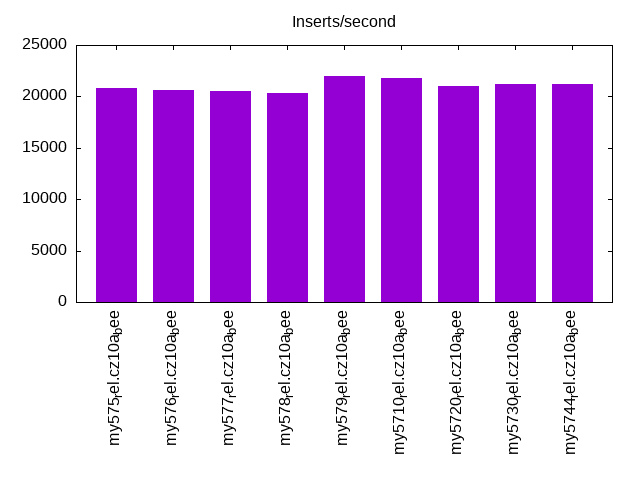 Inserts/second
25000
20000
15000
10000
5000
0
my575rel.cz10abee
my576rel.cz10abee
my577rel.cz10abee
my578rel.cz10abee
my579rel.cz10abee
my5710rel.cz10abee
my5720rel.cz10abee
my5730rel.cz10abee
my5744rel.cz10abee